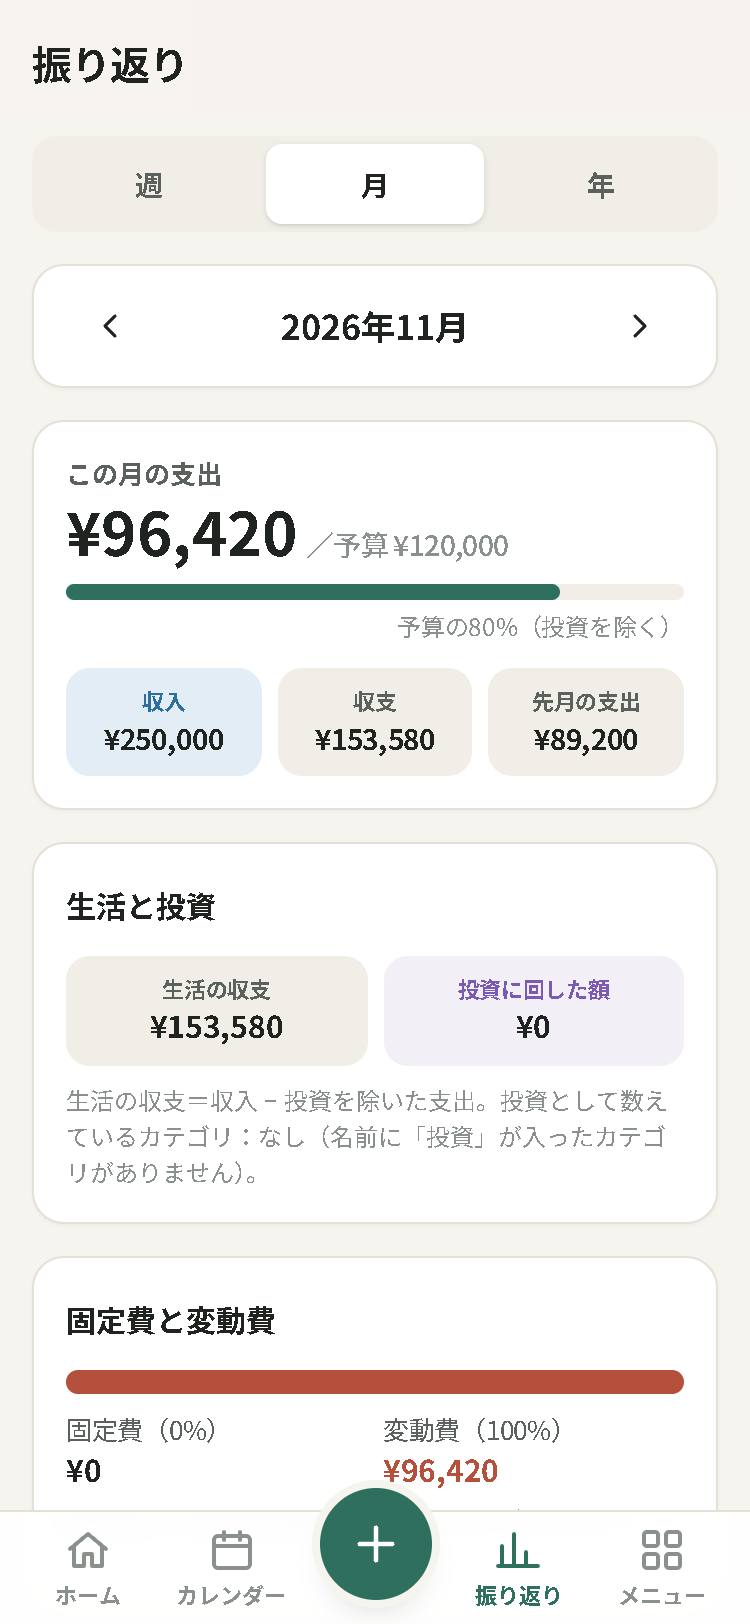 振り返り
週 月 年
2026年11月
この月の支出
¥96,420 ／予算 ¥120,000
予算の80%（投資を除く）
収入 収支 先月の支出
¥250,000 ¥153,580 ¥89,200
生活と投資
生活の収支 投資に回した額
¥153,580 ¥0
生活の収支＝収入 − 投資を除いた支出。投資として数え
ているカテゴリ：なし（名前に「投資」が入ったカテゴ
リがありません）。
固定費と変動費
固定費（0%） 変動費（100%）
¥0 ¥96,420
ホーム カレンダー 振り返り メニュー